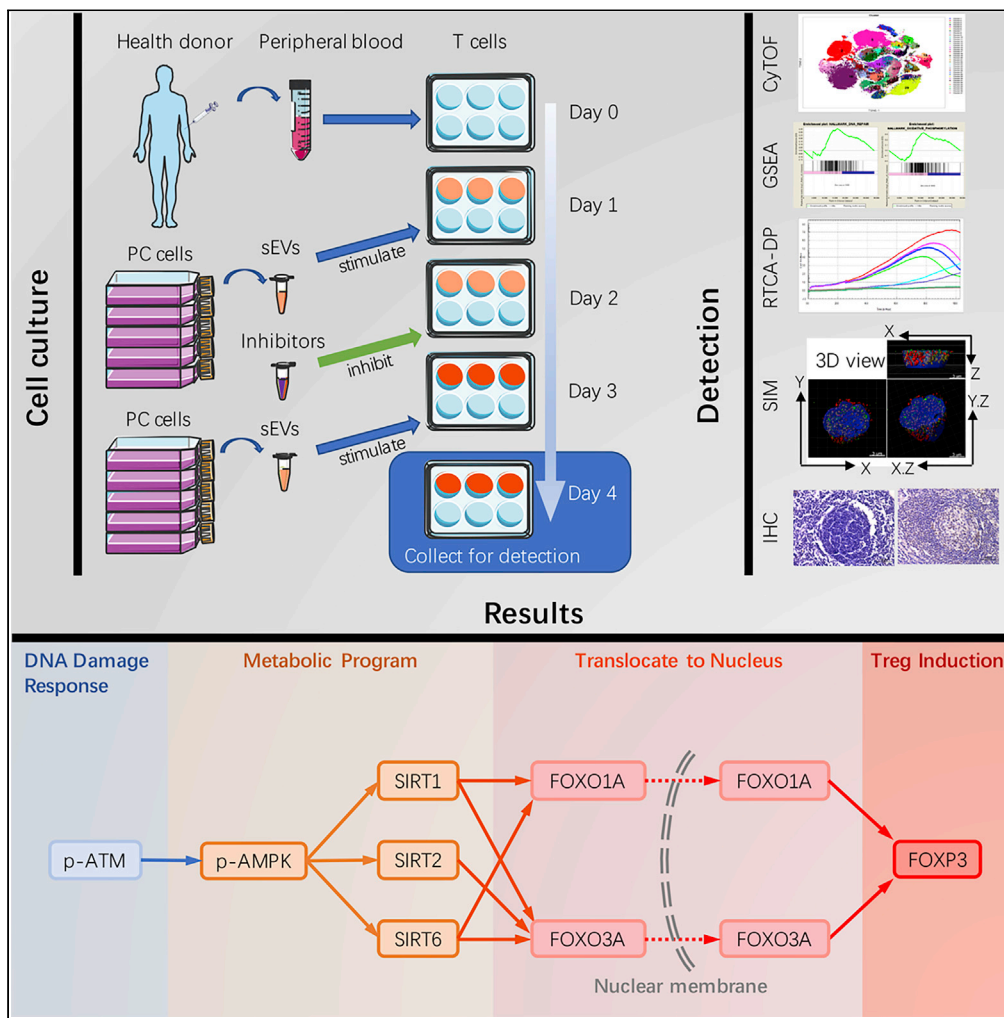 Cell culture
Health donor
Peripheral blood
T cells
Day 0
Day 1
PC cells
sEVs
stimulate
Day 2
Inhibitors
inhibit
Day 3
PC cells
sEVs
stimulate
Day 4
Collect for detection
Detection
CyTOF
GSEA
RTCA-DP
SIM
3D view
X
Z
Y
Y.Z
X
X.Z
IHC
Results
DNA Damage
Response
Metabolic Program
Translocate to Nucleus
Treg Induction
SIRT1
FOXO1A
FOXO1A
p-ATM
p-AMPK
SIRT2
FOXP3
SIRT6
FOXO3A
FOXO3A
Nuclear membrane